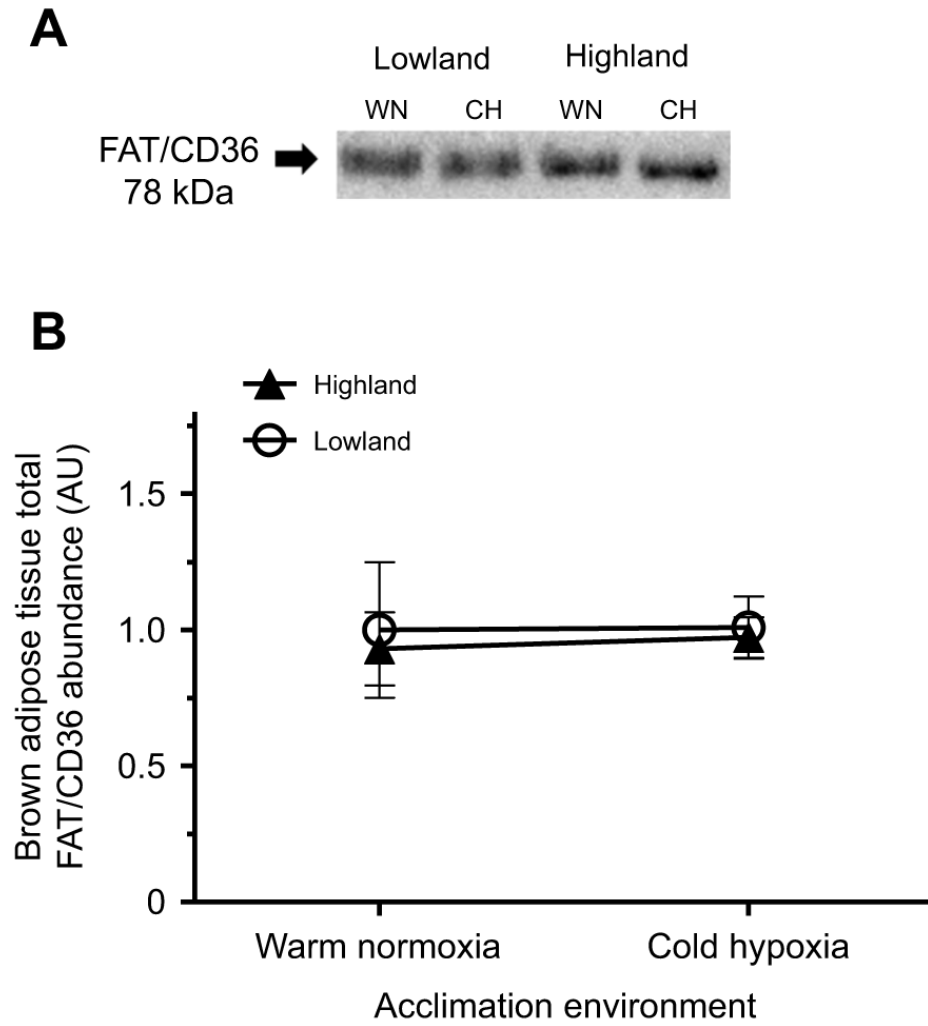 A
Lowland Highland
WN CH WN CH
FAT/CD36
78 kDa
B
Highland
Lowland
Brown adipose tissue total
FAT/CD36 abundance (AU)
1.5
1.0
0.5
0
Warm normoxia Cold hypoxia
Acclimation environment